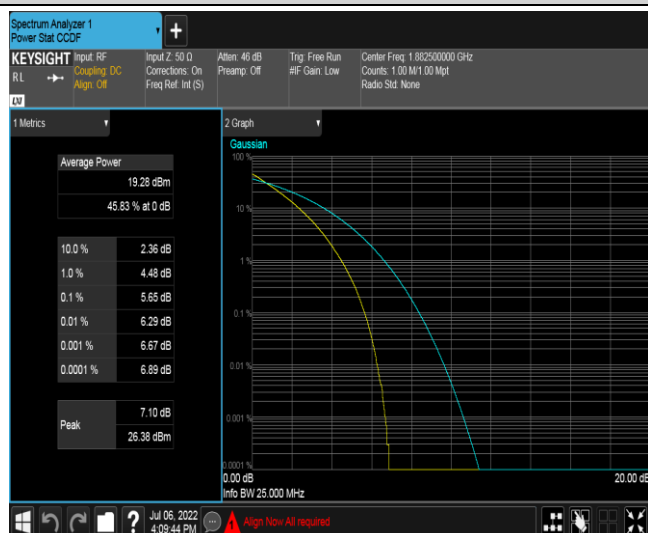 Spectrum Analyzer 1
Power Stat CCDF
+
KEYSIGHT
RL
LXI
Input: RF
Coupling: DC
Align: Off
Input Z: 50 Ω
Corrections: On
Freq Ref: Int (S)
Atten: 46 dB
Preamp: Off
Trig: Free Run
#IF Gain: Low
Center Freq: 1.882500000 GHz
Counts: 1.00 M/1.00 Mpt
Radio Std: None
1 Metrics
Average Power
19.28 dBm
45.83 % at 0 dB
10.0 % 2.36 dB
1.0 % 4.48 dB
0.1 % 5.65 dB
0.01 % 6.29 dB
0.001 % 6.67 dB
0.0001 % 6.89 dB
Peak
7.10 dB
26.38 dBm
2 Graph
Gaussian
100 %
10 %
1 %
0.1 %
0.01 %
0.001 %
0.0001 %
0.00 dB
20.00 dB
Info BW 25.000 MHz
?
Jul 06, 2022
4:09:44 PM
Align Now All required